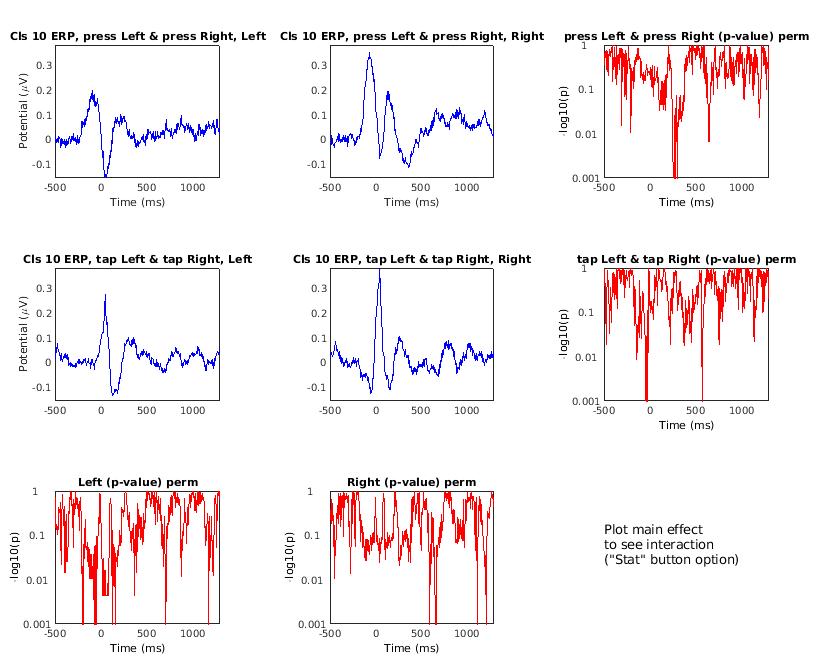 Cls 10 ERP, press Left & press Right, Left
Cls 10 ERP, press Left & press Right, Right
press Left & press Right (p-value) perm
Potential (μV)
0.3
0.2
0.1
0
-0.1
-500
0
500
1000
Time (ms)
0.3
0.2
0.1
0
-0.1
-500
0
500
1000
Time (ms)
-log10(p)
1
0.1
0.01
0.001
-500
0
500
1000
Time (ms)
Cls 10 ERP, tap Left & tap Right, Left
Cls 10 ERP, tap Left & tap Right, Right
tap Left & tap Right (p-value) perm
Potential (μV)
0.3
0.2
0.1
0
-0.1
-500
0
500
1000
Time (ms)
0.3
0.2
0.1
0
-0.1
-500
0
500
1000
Time (ms)
-log10(p)
1
0.1
0.01
0.001
-500
0
500
1000
Time (ms)
Left (p-value) perm
Right (p-value) perm
-log10(p)
1
0.1
0.01
0.001
-500
0
500
1000
Time (ms)
-log10(p)
1
0.1
0.01
0.001
-500
0
500
1000
Time (ms)
Plot main effect
to see interaction
("Stat" button option)